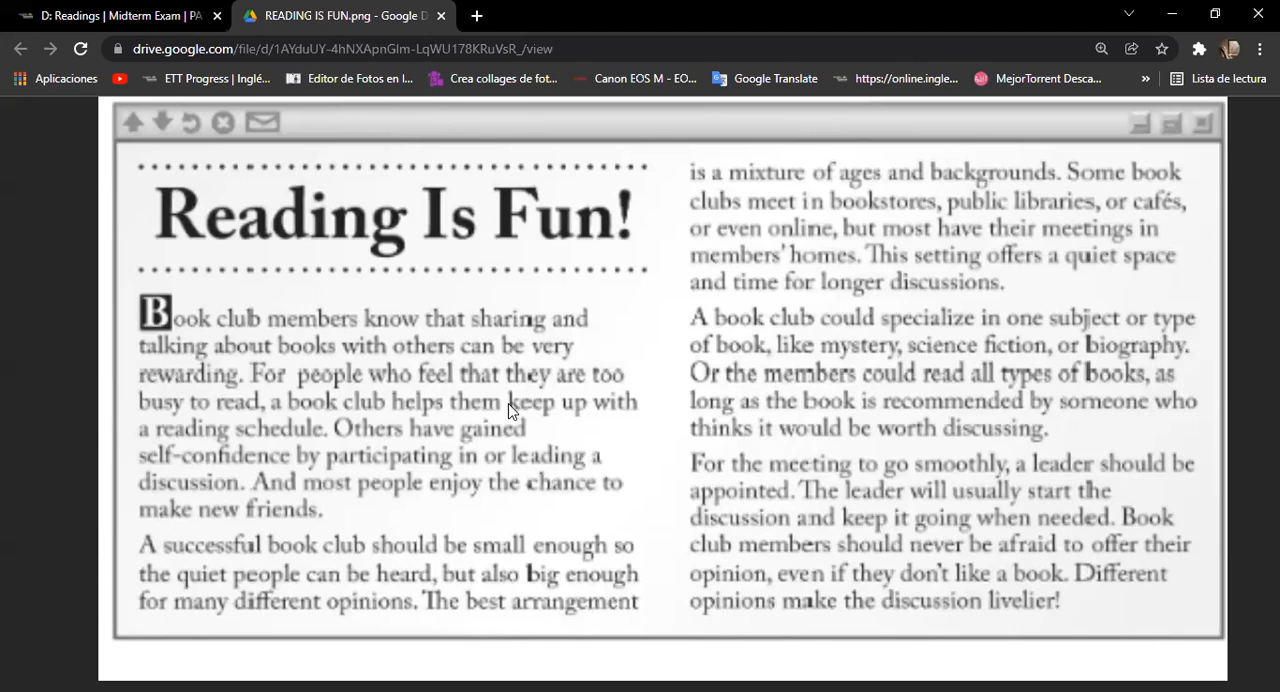 D: Readings | Midterm Exam | PA
READING IS FUN.png - Google D
drive.google.com/file/d/1AYduUY-4hNXApnGlm-LqWU178KRuVsR_/view
Aplicaciones
ETT Progress | Inglé...
Editor de Fotos en l...
Crea collages de fot...
Canon EOS M - EO...
Google Translate
https://online.ingle...
MejorTorrent Desca...
»
Lista de lectura
Reading Is Fun!
Book club members know that sharing and
talking about books with others can be very
rewarding. For people who feel that they are too
busy to read, a book club helps them keep up with
a reading schedule. Others have gained
self-confidence by participating in or leading a
discussion. And most people enjoy the chance to
make new friends.
A successful book club should be small enough so
the quiet people can be heard, but also big enough
for many different opinions. The best arrangement
is a mixture of ages and backgrounds. Some book
clubs meet in bookstores, public libraries, or cafés,
or even online, but most have their meetings in
members' homes. This setting offers a quiet space
and time for longer discussions.
A book club could specialize in one subject or type
of book, like mystery, science fiction, or biography.
Or the members could read all types of books, as
long as the book is recommended by someone who
thinks it would be worth discussing.
For the meeting to go smoothly, a leader should be
appointed. The leader will usually start the
discussion and keep it going when needed. Book
club members should never be afraid to offer their
opinion, even if they don't like a book. Different
opinions make the discussion livelier!